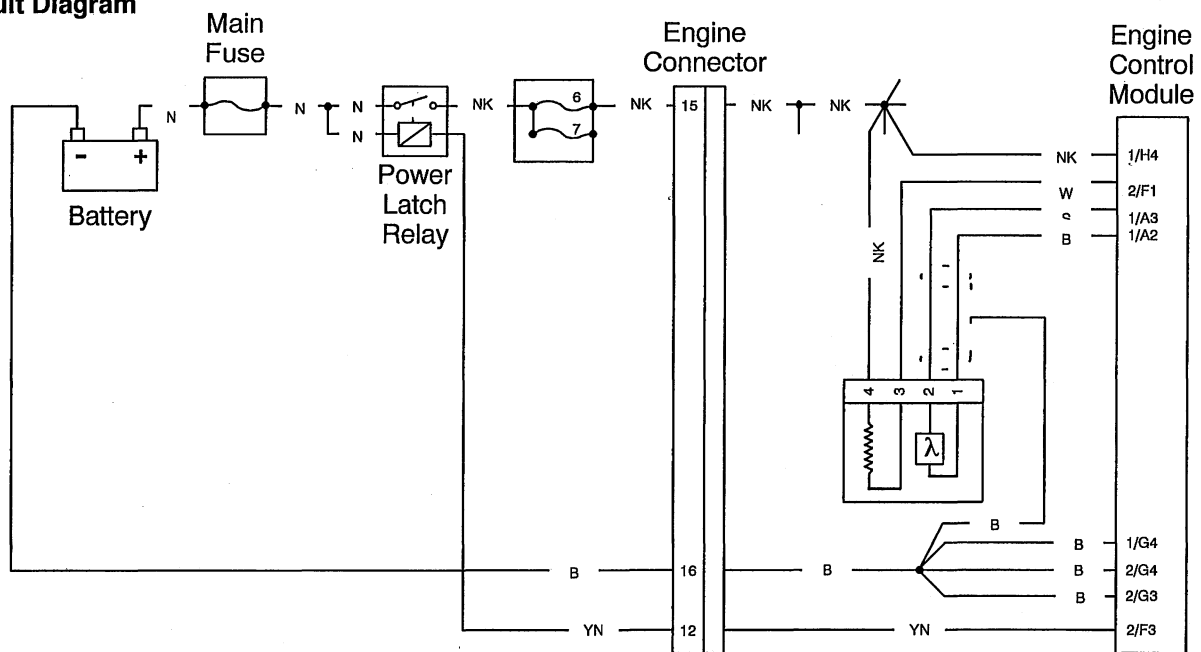 uit Diagram
Main
Fuse
Engine
Connector
Engine
Control
Module
N
N
N
N
NK
6
7
NK
15
NK
NK
Battery
- +
Power
Latch
Relay
NK
1/H4
W
2/F1
1/A3
B
1/A2
NK
4
3
2
1
λ
B
B
1/G4
B
16
B
B
2/G4
B
2/G3
YN
12
YN
2/F3